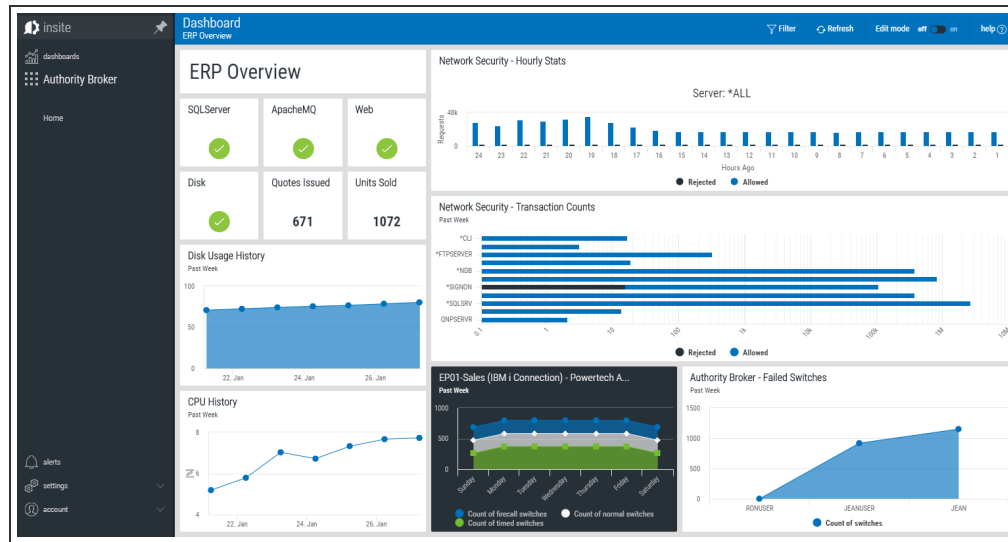 insite
dashboards
Authority Broker
Home
alerts
settings
account
Dashboard
ERP Overview
Filter
Refresh
Edit mode
off
on
help
ERP Overview
SQLServer
ApacheMQ
Web
Disk
Quotes Issued
671
Units Sold
1072
Disk Usage History
Past Week
100
50
0
22. Jan
24. Jan
26. Jan
CPU History
Past Week
8
6
4
22. Jan
24. Jan
26. Jan
Network Security - Hourly Stats
Server: *ALL
Requests
48k
0
24 23 22 21 20 19 18 17 16 15 14 13 12 11 10 9 8 7 6 5 4 3 2 1
Hours Ago
Rejected Allowed
Network Security - Transaction Counts
Past Week
*CLI
*FTPSERVER
*NDB
*SIGNON
*SQLSRV
QNPSERVR
0.1 1 10 100 1k 10k 100k 1M 10M
Rejected Allowed
EP01-Sales (IBM i Connection) - Powertech A...
Past Week
1000
500
0
Sunday Monday Tuesday Wednesday Thursday Friday Saturday
Count of firecall switches Count of normal switches
Count of timed switches
Authority Broker - Failed Switches
Past Week
1500
1000
500
0
RONUSER JEANUSER JEAN
Count of switches